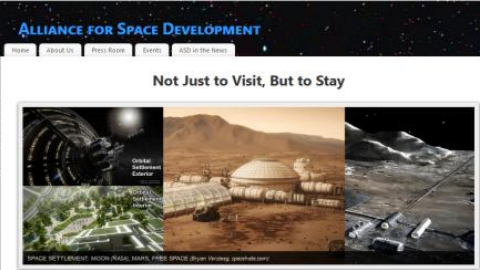 ALLIANCE FOR SPACE DEVELOPMENT
Home About Us Press Room Events ASD in the News
Not Just to Visit, But to Stay
Orbital
Settlement
Exterior
Orbital
Settlement
Interior
SPACE SETTLEMENT: MOON (NASA), MARS, FREE SPACE (Bryan Versteeg, spacehabs.com)